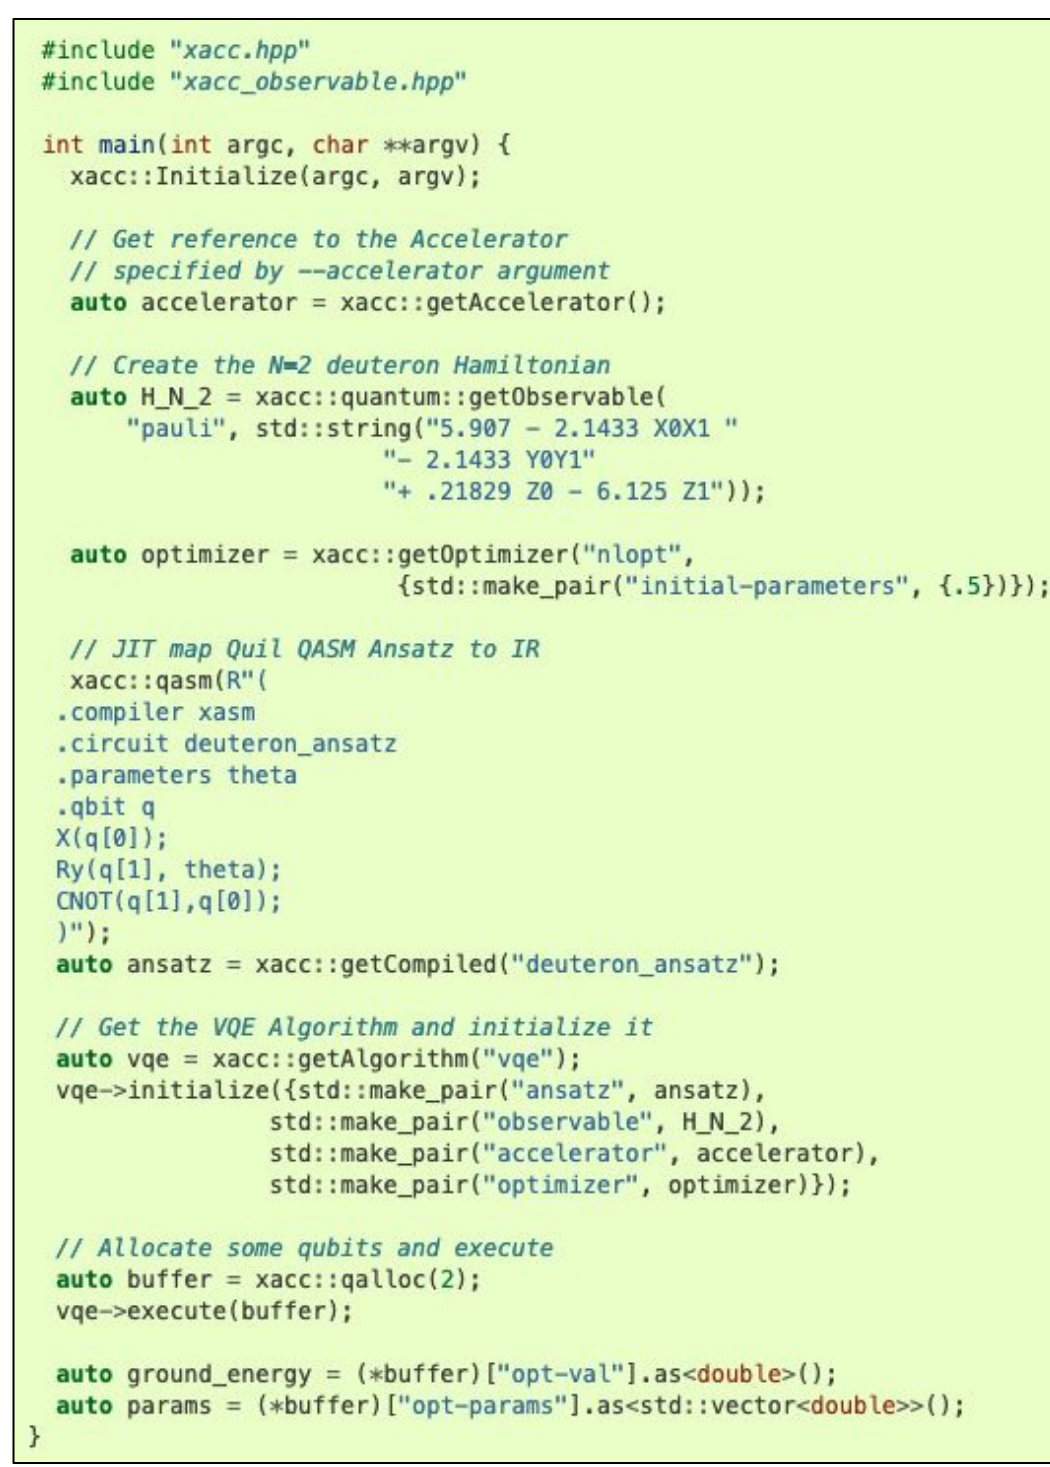 #include "xacc.hpp"
#include "xacc_observable.hpp"
int main(int argc, char **argv) {
xacc::Initialize(argc, argv);
// Get reference to the Accelerator
// specified by --accelerator argument
auto accelerator = xacc::getAccelerator();
// Create the N=2 deuteron Hamiltonian
auto H_N_2 = xacc::quantum::getObservable(
"pauli", std::string("5.907 - 2.1433 X0X1 "
"- 2.1433 Y0Y1"
"+ .21829 Z0 - 6.125 Z1"));
auto optimizer = xacc::getOptimizer("nlopt",
{std::make_pair("initial-parameters", {.5})});
// JIT map Quil QASM Ansatz to IR
xacc::qasm(R"(
.compiler xasm
.circuit deuteron_ansatz
.parameters theta
.qbit q
X(q[0]);
Ry(q[1], theta);
CNOT(q[1],q[0]);
)");
auto ansatz = xacc::getCompiled("deuteron_ansatz");
// Get the VQE Algorithm and initialize it
auto vqe = xacc::getAlgorithm("vqe");
vqe->initialize({std::make_pair("ansatz", ansatz),
std::make_pair("observable", H_N_2),
std::make_pair("accelerator", accelerator),
std::make_pair("optimizer", optimizer)});
// Allocate some qubits and execute
auto buffer = xacc::qalloc(2);
vqe->execute(buffer);
auto ground_energy = (*buffer)["opt-val"].as<double>();
auto params = (*buffer)["opt-params"].as<std::vector<double>>();
}